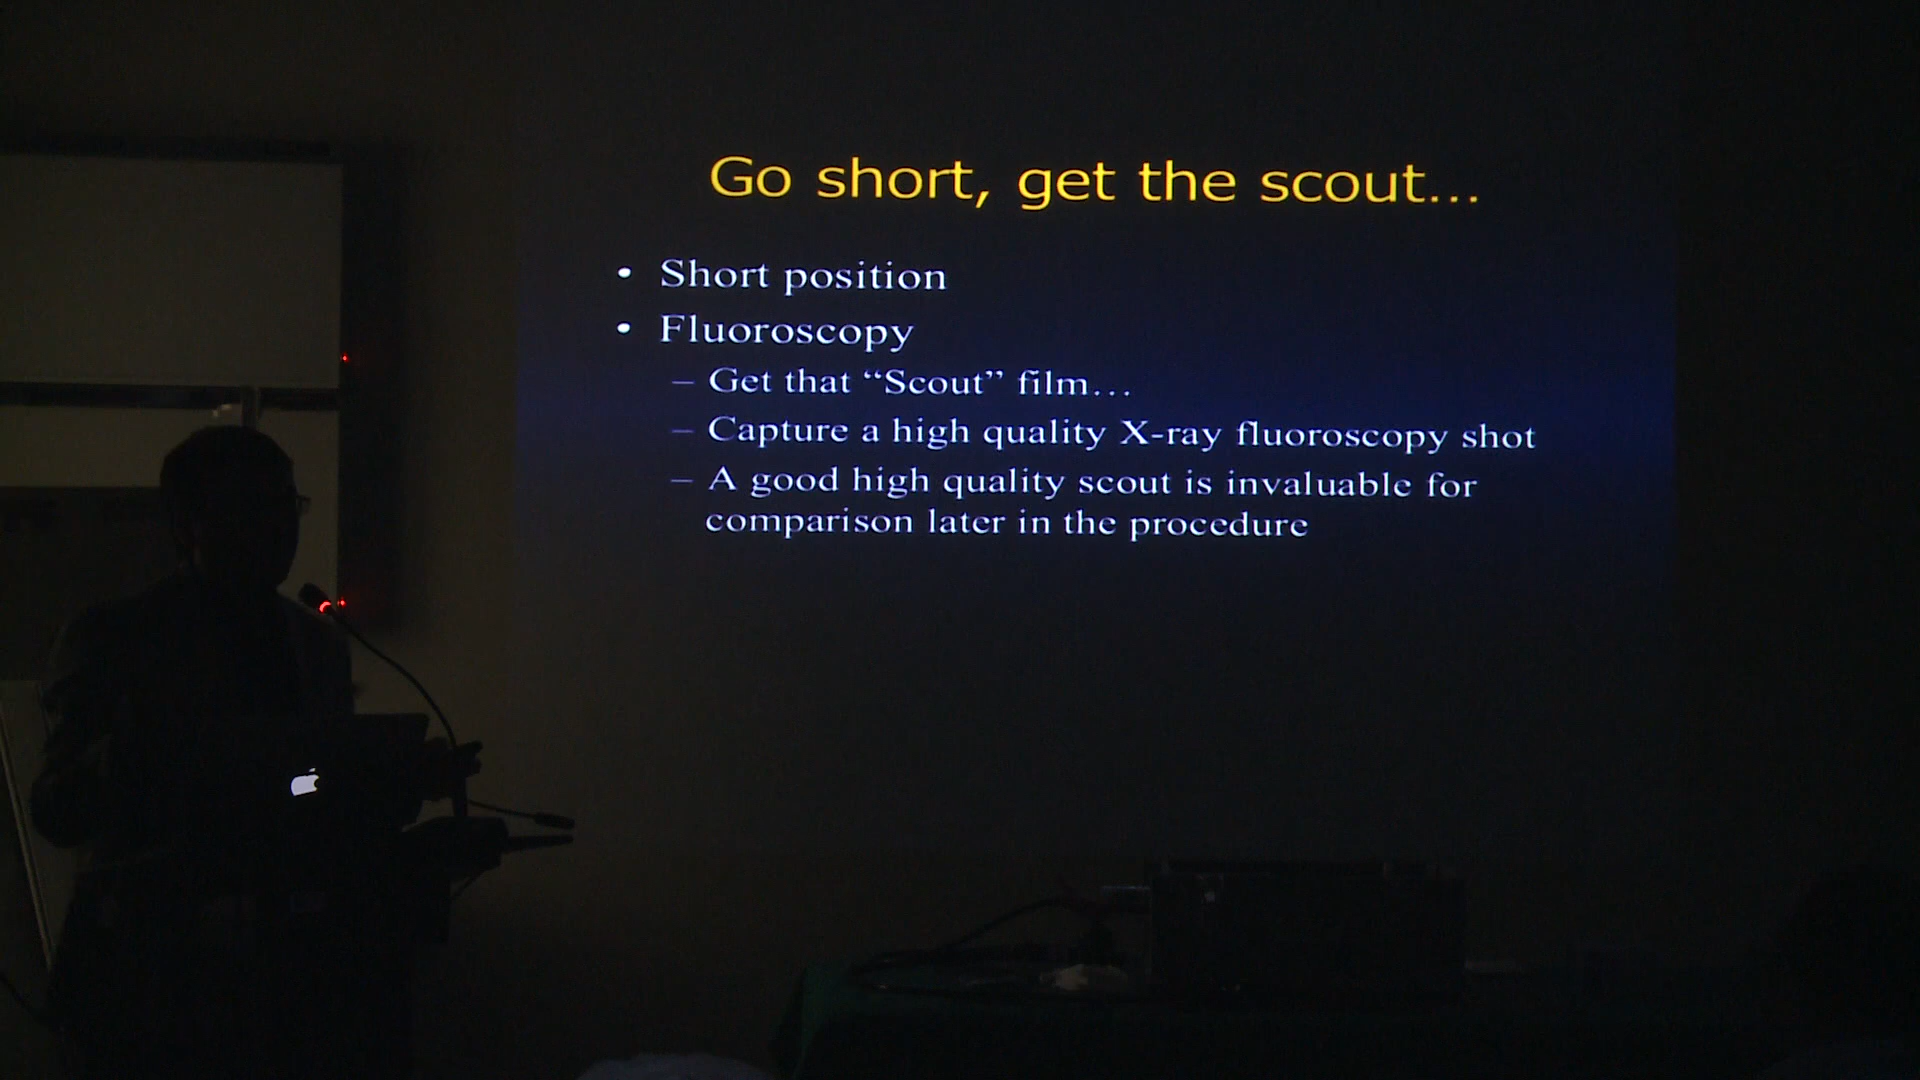 Go short, get the scout...
• Short position
• Fluoroscopy
– Get that “Scout” film…
– Capture a high quality X-ray fluoroscopy shot
– A good high quality scout is invaluable for
comparison later in the procedure